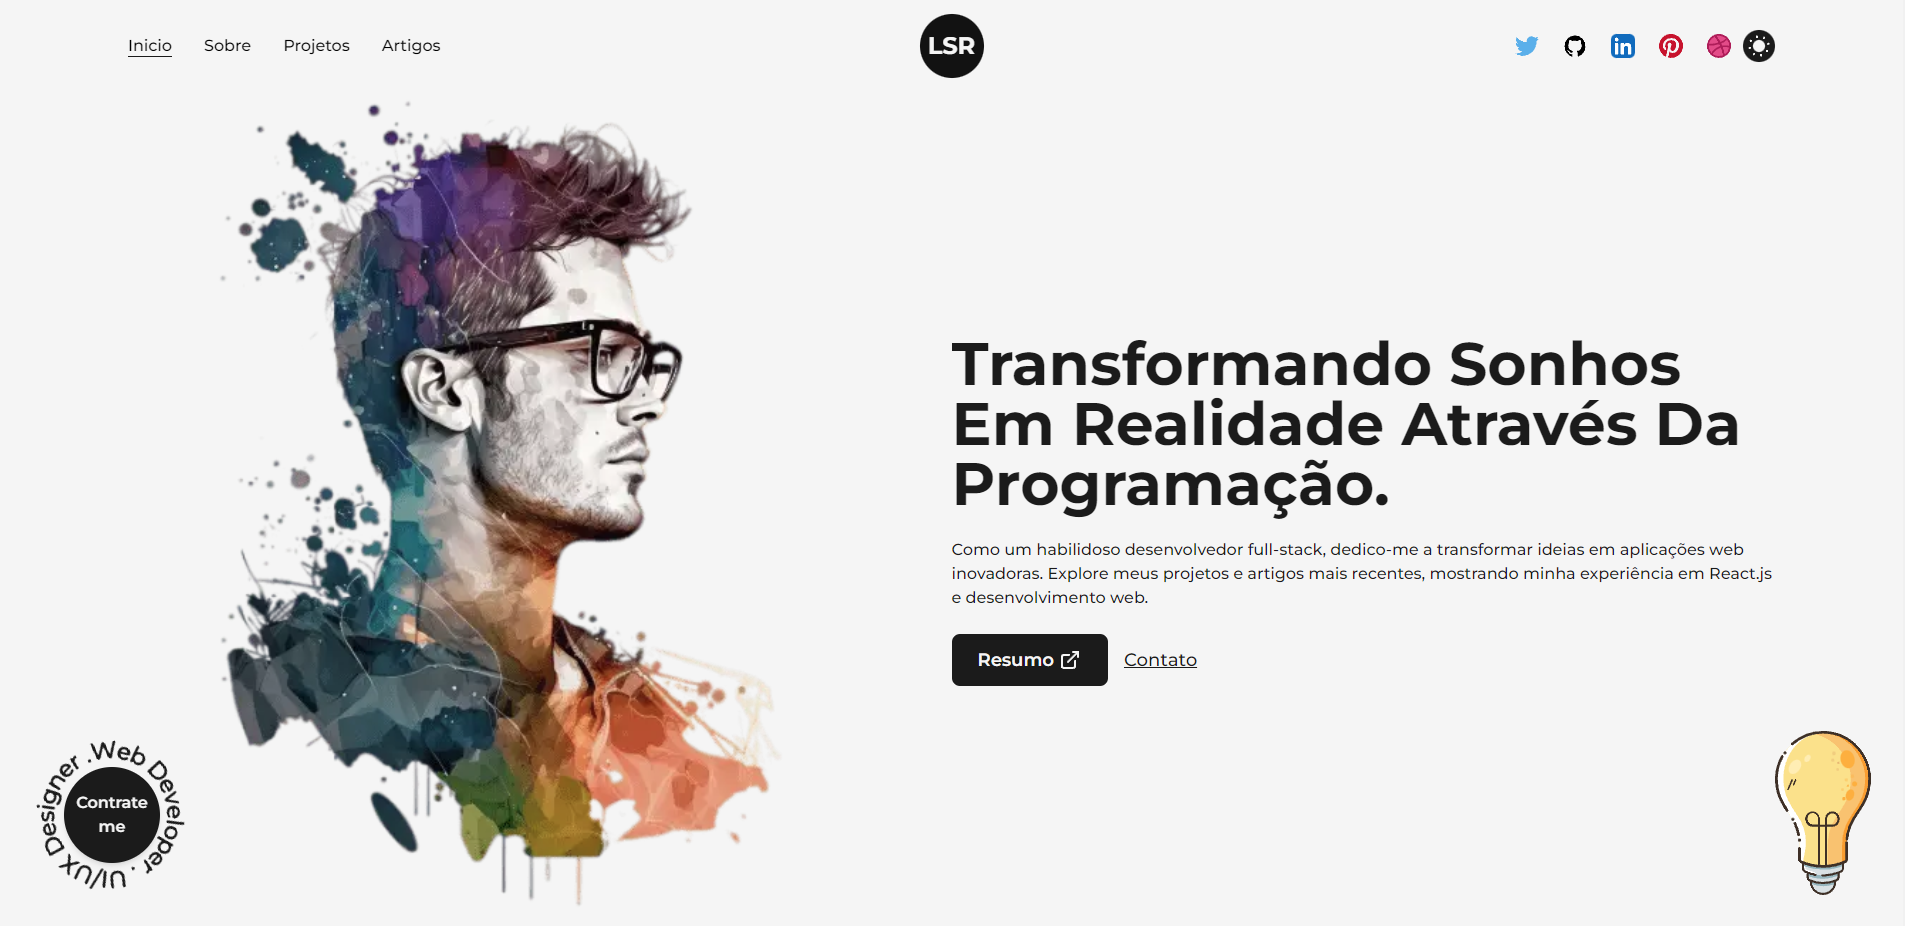 Inicio Sobre Projetos Artigos
LSR
Transformando Sonhos
Em Realidade Através Da
Programação.
Como um habilidoso desenvolvedor full-stack, dedico-me a transformar ideias em aplicações web
inovadoras. Explore meus projetos e artigos mais recentes, mostrando minha experiência em React.js
e desenvolvimento web.
Resumo Contato
Web Developer . UI/UX Designer .
Contrate
me